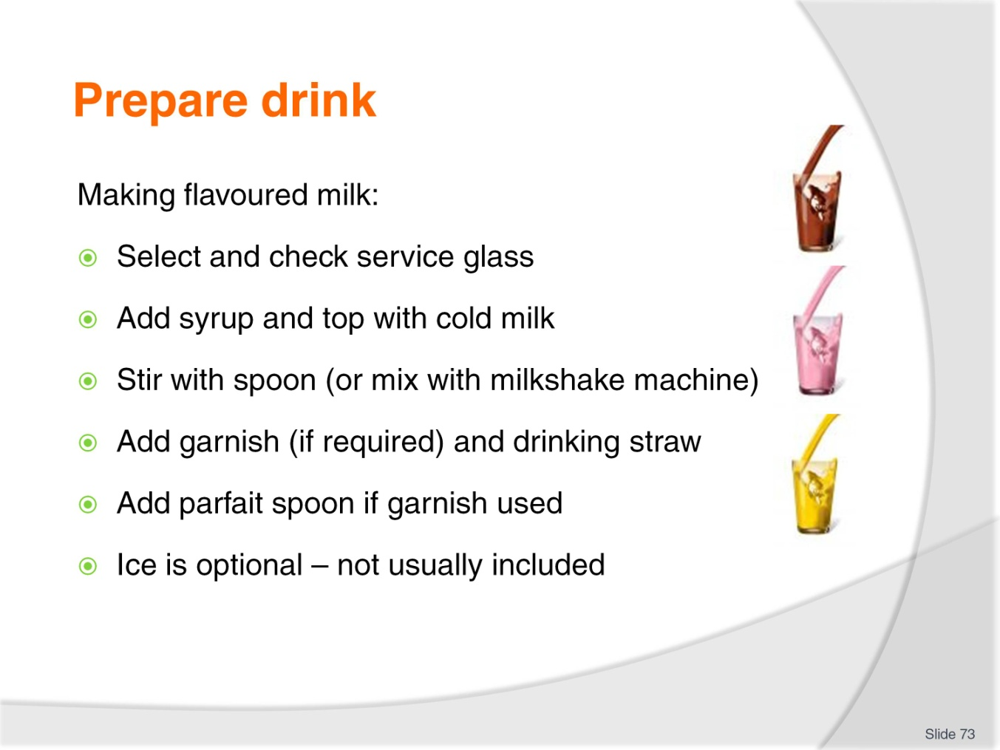 Prepare drink
Making flavoured milk:
Select and check service glass
Add syrup and top with cold milk
Stir with spoon (or mix with milkshake machine)
Add garnish (if required) and drinking straw
Add parfait spoon if garnish used
Ice is optional – not usually included
Slide 73